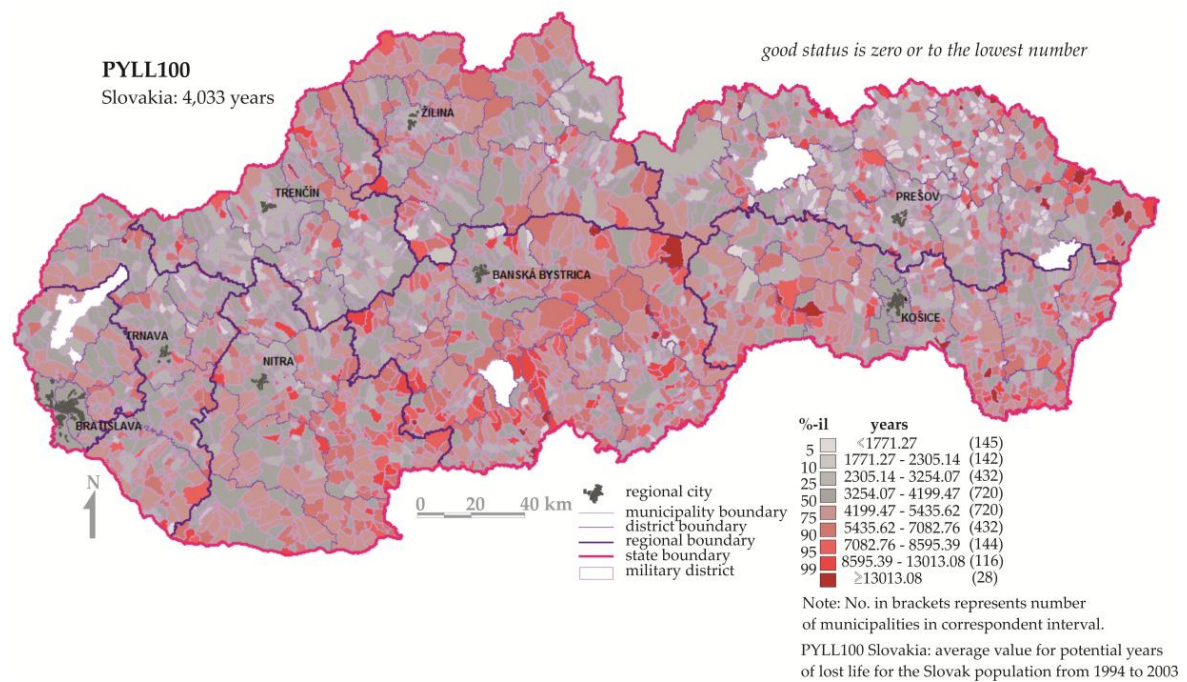 PYLL100
Slovakia: 4,033 years
good status is zero or to the lowest number
ŽILINA
TRENČÍN
PREŠOV
BANSKÁ BYSTRICA
KOŠICE
TRNAVA
NITRA
BRATISLAVA
N
0 20 40 km
regional city
municipality boundary
district boundary
regional boundary
state boundary
military district
%-il years
<1771.27 (145)
5
1771.27 - 2305.14 (142)
10
2305.14 - 3254.07 (432)
25
3254.07 - 4199.47 (720)
50
4199.47 - 5435.62 (720)
75
5435.62 - 7082.76 (432)
90
7082.76 - 8595.39 (144)
95
8595.39 - 13013.08 (116)
99
≥13013.08 (28)
Note: No. in brackets represents number
of municipalities in correspondent interval.
PYLL100 Slovakia: average value for potential years
of lost life for the Slovak population from 1994 to 2003